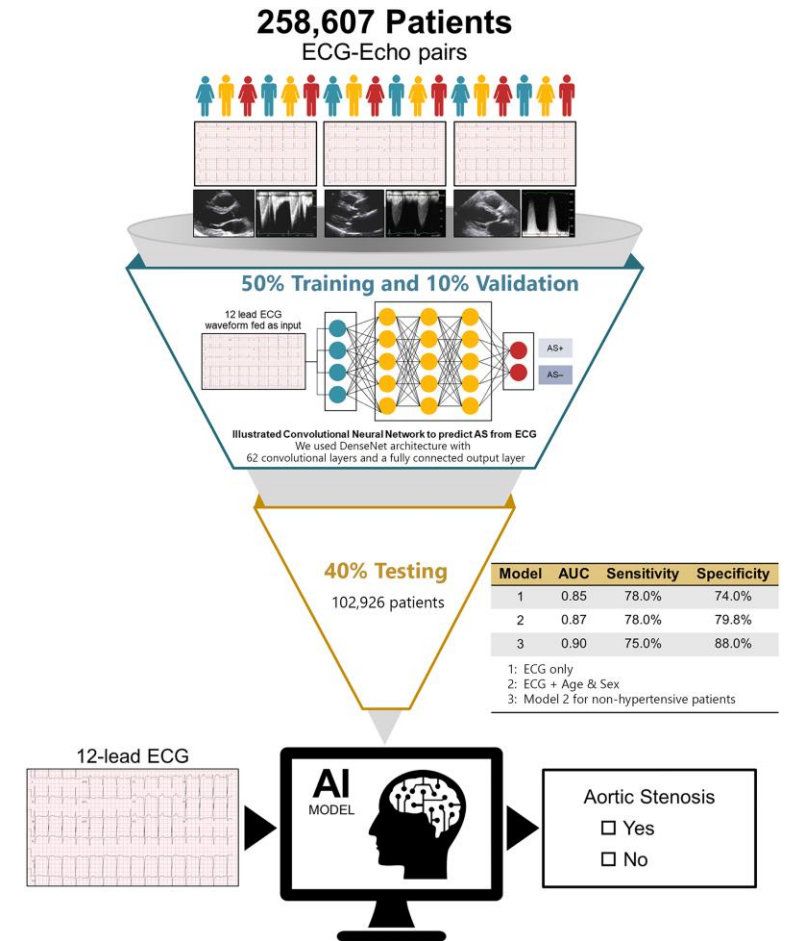 258,607 Patients
ECG-Echo pairs
50% Training and 10% Validation
12 lead ECG
waveform fed as input
AS+
AS–
Illustrated Convolutional Neural Network to predict AS from ECG
We used DenseNet architecture with
62 convolutional layers and a fully connected output layer
40% Testing
102,926 patients
Model AUC Sensitivity Specificity
1 0.85 78.0% 74.0%
2 0.87 78.0% 79.8%
3 0.90 75.0% 88.0%
1: ECG only
2: ECG + Age & Sex
3: Model 2 for non-hypertensive patients
12-lead ECG
AI
MODEL
Aortic Stenosis
☐ Yes
☐ No